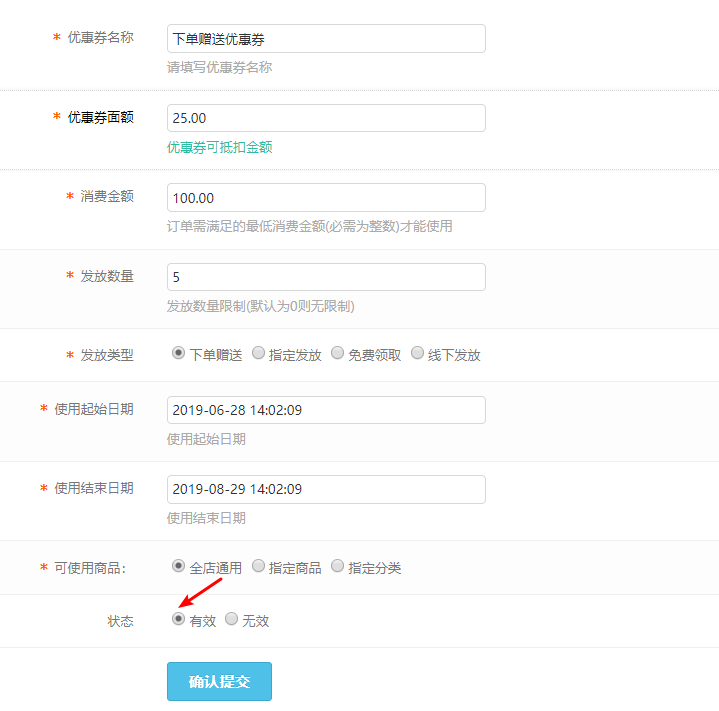 * 优惠券名称 下单赠送优惠券
请填写优惠券名称
* 优惠券面额 25.00
优惠券可抵扣金额
* 消费金额 100.00
订单需满足的最低消费金额(必需为整数)才能使用
* 发放数量 5
发放数量限制(默认为0则无限制)
* 发放类型 下单赠送 指定发放 免费领取 线下发放
* 使用起始日期 2019-06-28 14:02:09
使用起始日期
* 使用结束日期 2019-08-29 14:02:09
使用结束日期
* 可使用商品： 全店通用 指定商品 指定分类
状态 有效 无效
确认提交